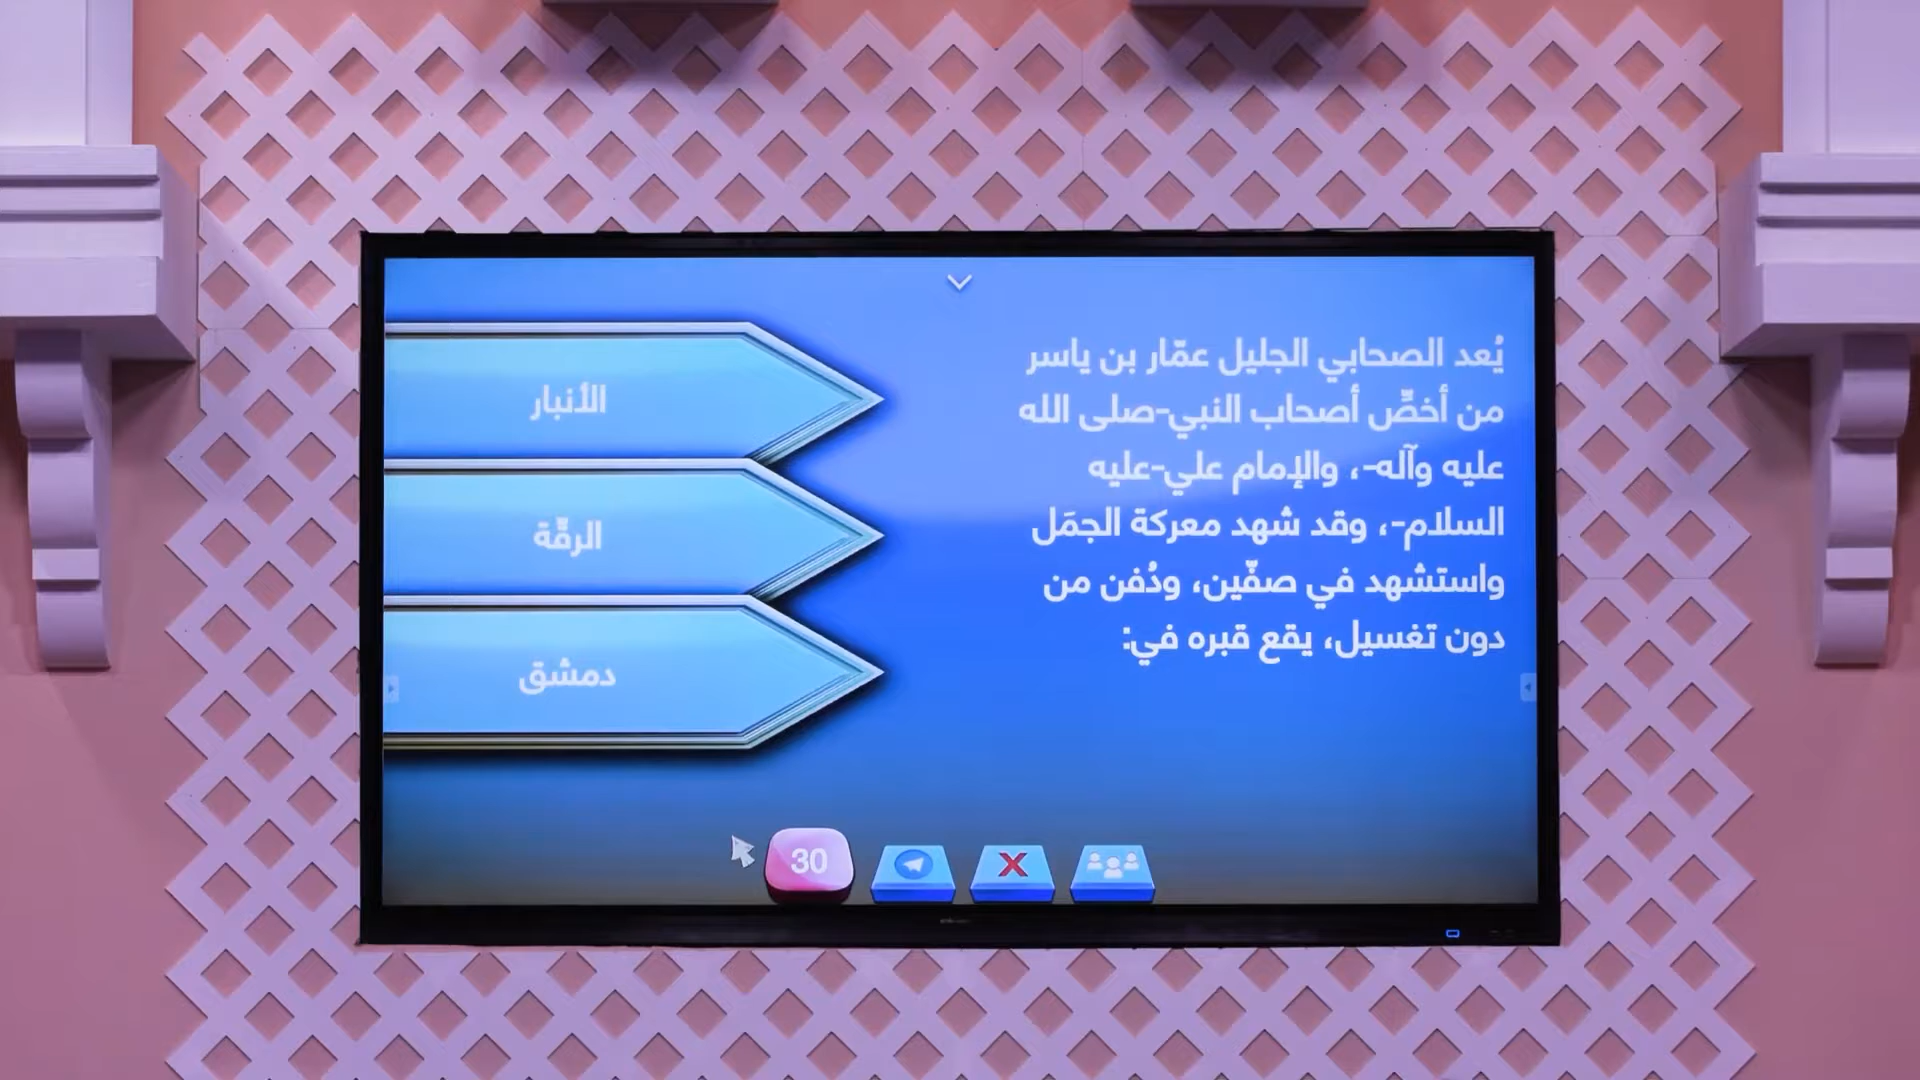 يُعد الصحابي الجليل عمّار بن ياسر
من أخصِّ أصحاب النبي-صلى الله
عليه وآله-، والإمام علي-عليه
السلام-، وقد شهد معركة الجمَل
واستشهد في صفّين، ودُفن من
دون تغسيل، يقع قبره في:
الأنبار
الرقّة
دمشق
30
X